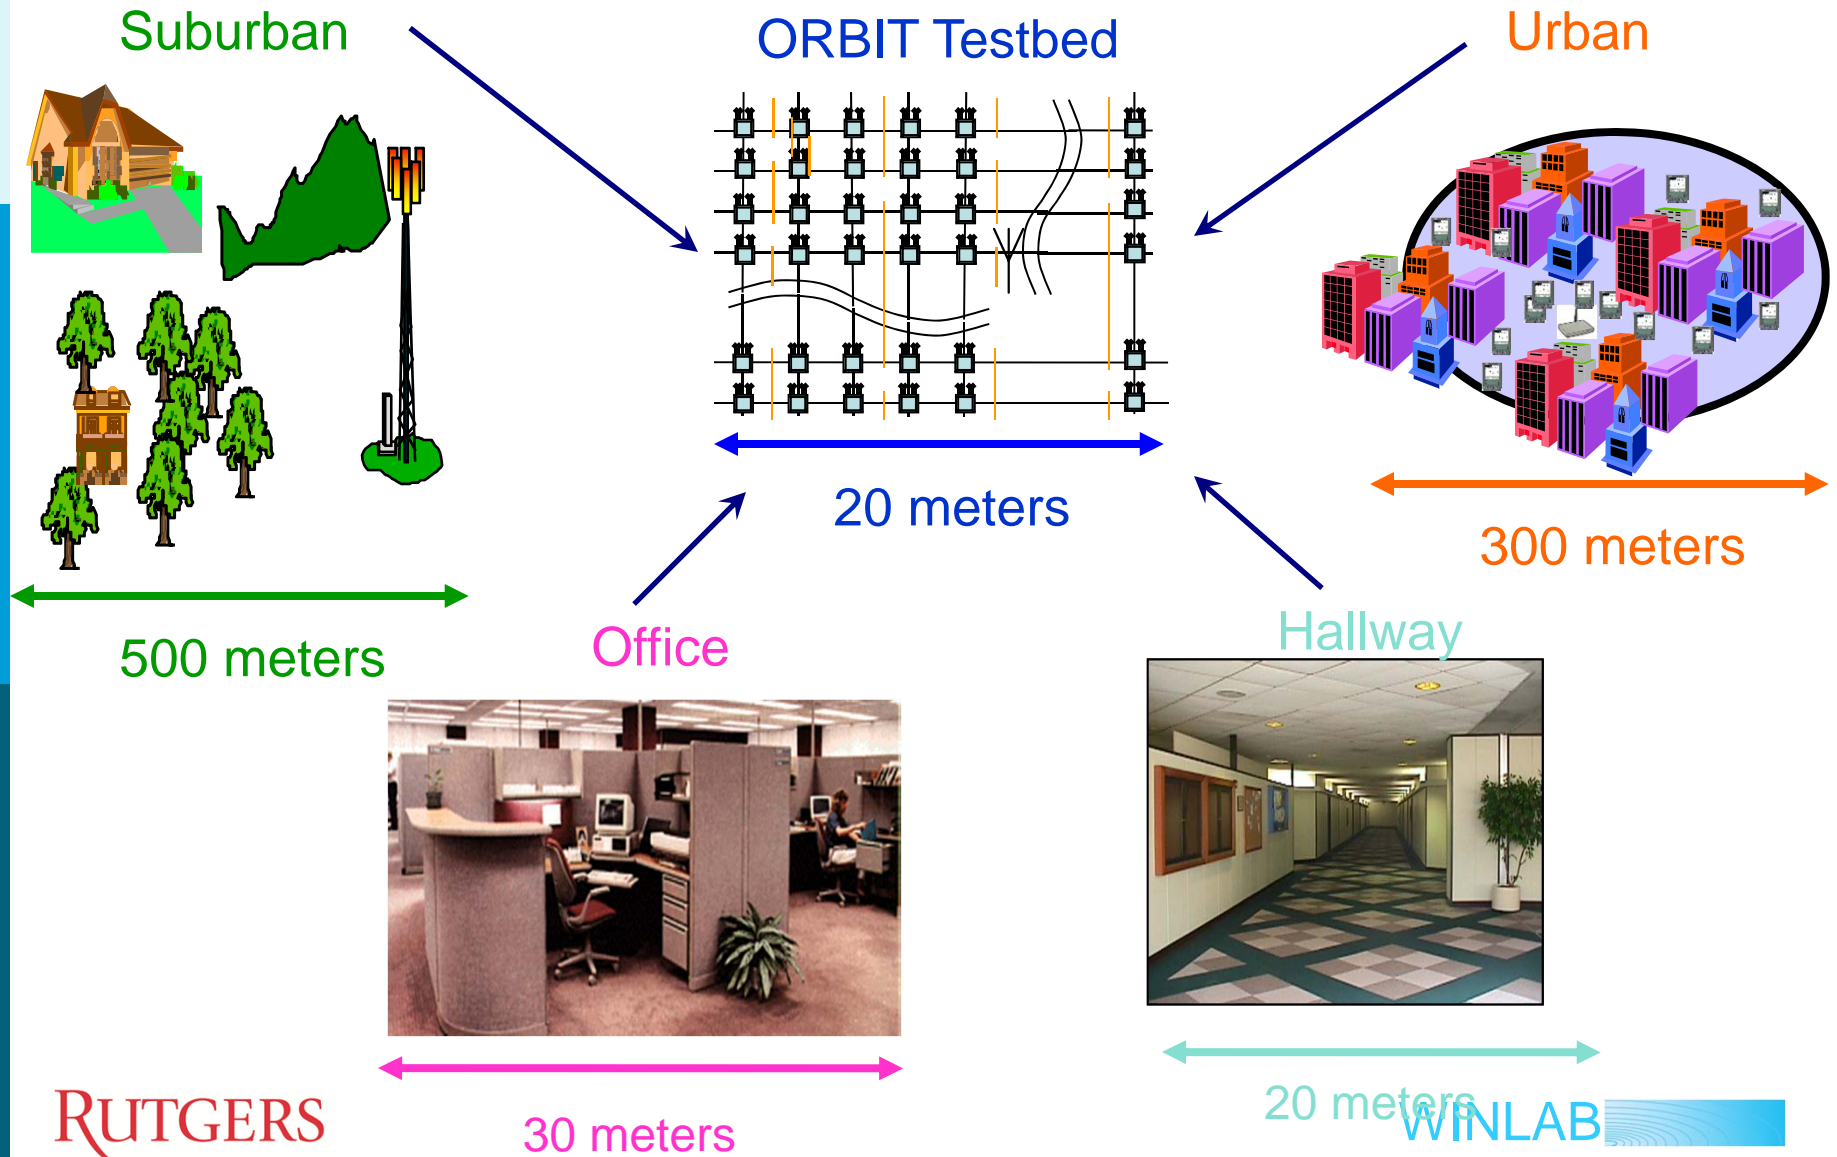 Suburban
ORBIT Testbed
Urban
20 meters
300 meters
500 meters
Office
Hallway
30 meters
20 meters
RUTGERS
WINLAB